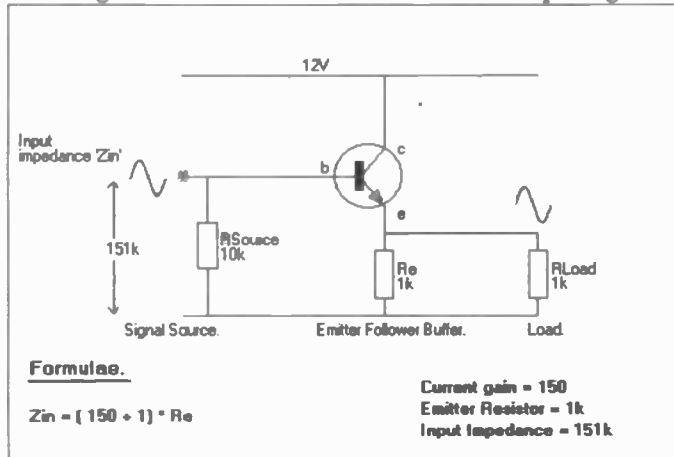 12V
Input
impedance 'Zin'
b
c
e
151k
RSource
10k
Re
1k
RLoad
1k
Signal Source.
Emitter Follower Buffer.
Load.
Formulae.
Zin = ( 150 + 1) * Re
Current gain = 150
Emitter Resistor = 1k
Input Impedance = 151k